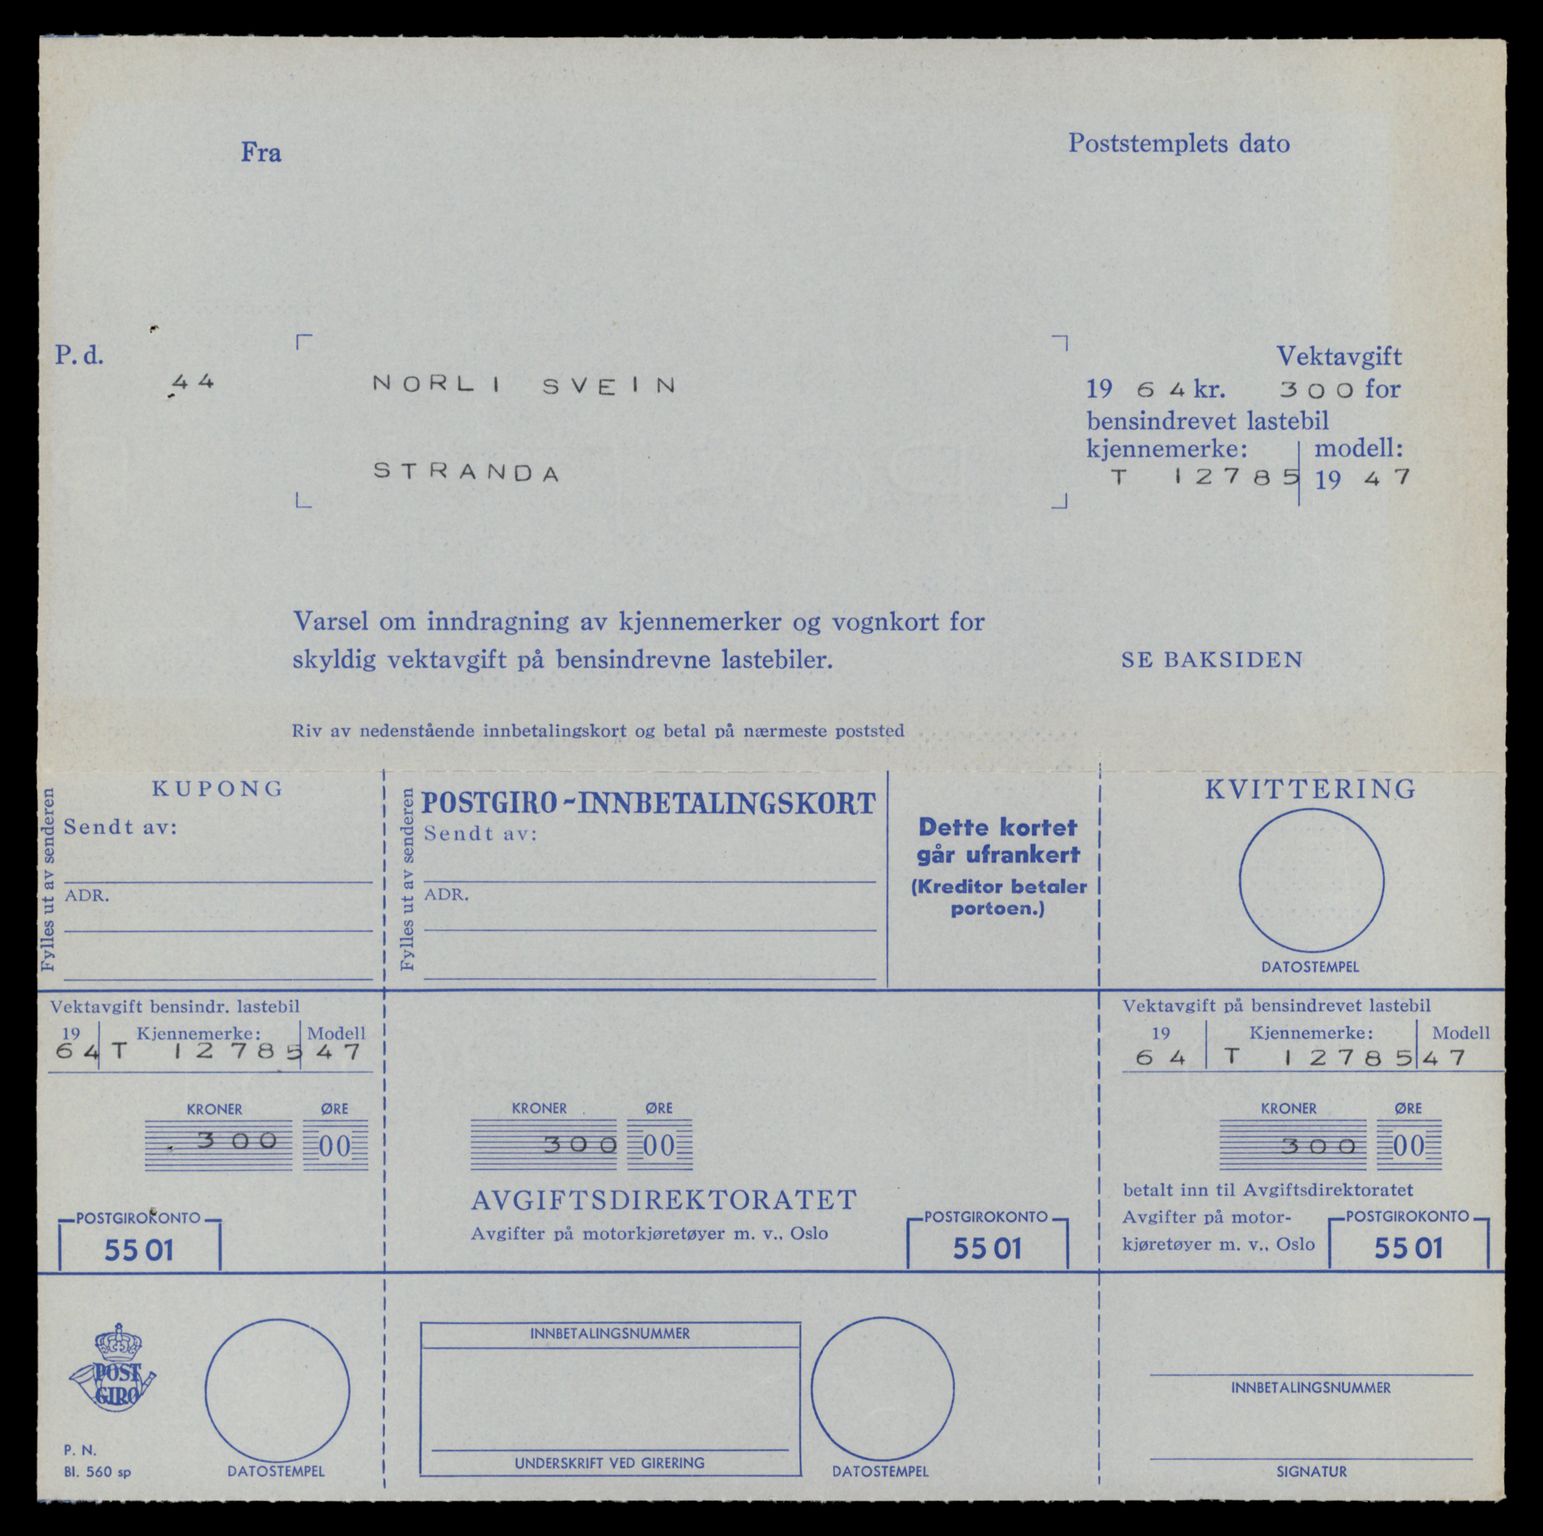 Fra
Poststemplets dato
P. d.
44
NORLI SVEIN
STRANDA
Vektavgift
19 64 kr. 300 for
bensindrevet lastebil
kjennemerke: modell:
T 12785 19 47
Varsel om inndragning av kjennemerker og vognkort for
skyldig vektavgift på bensindrevne lastebiler.
SE BAKSIDEN
Riv av nedenstående innbetalingskort og betal på nærmeste poststed
KUPONG
Fylles ut av senderen
Sendt av:
ADR.
Vektavgift bensindr. lastebil
19 Kjennemerke: Modell
64 T 12785 47
KRONER ØRE
300 00
POSTGIROKONTO
55 01
POST
GIRO
P. N.
Bl. 560 sp
DATOSTEMPEL
POSTGIRO-INNBETALINGSKORT
Fylles ut av senderen
Sendt av:
ADR.
Dette kortet
går ufrankert
(Kreditor betaler
portoen.)
KRONER ØRE
300 00
AVGIFTSDIREKTORATET
Avgifter på motorkjøretøyer m. v., Oslo
POSTGIROKONTO
55 01
INNBETALINGSNUMMER
UNDERSKRIFT VED GIRERING
DATOSTEMPEL
KVITTERING
DATOSTEMPEL
Vektavgift på bensindrevet lastebil
19 Kjennemerke: Modell
64 T 12785 47
KRONER ØRE
300 00
betalt inn til Avgiftsdirektoratet
Avgifter på motor-
kjøretøyer m. v., Oslo
POSTGIROKONTO
55 01
INNBETALINGSNUMMER
SIGNATUR